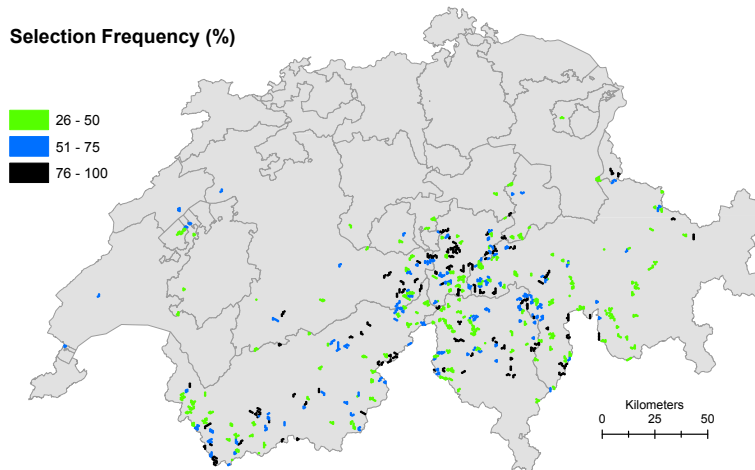 Selection Frequency (%)
26 - 50
51 - 75
76 - 100
Kilometers
0 25 50